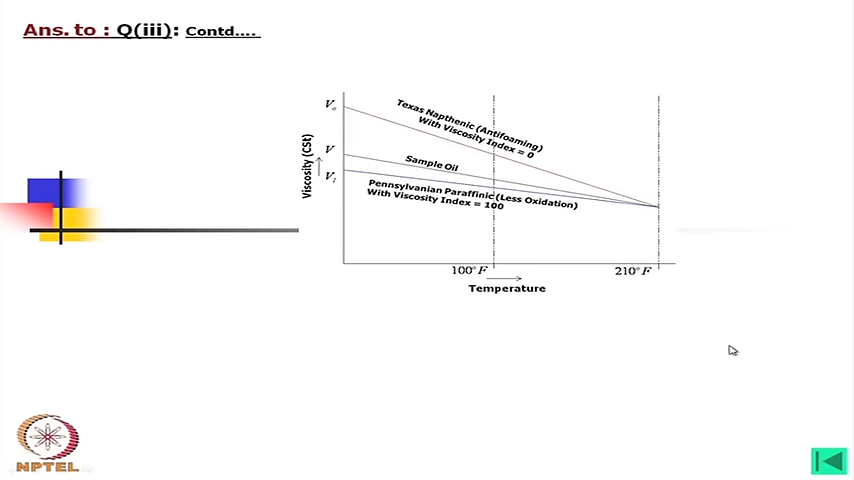 Ans. to : Q(iii): Contd....
Texas Napthenic (Antifoaming)
With Viscosity Index = 0
Vo
V
V1
Viscosity (CSt)
Sample Oil
Pennsylvanian Paraffinic (Less Oxidation)
With Viscosity Index = 100
100°F
210°F
Temperature
NPTEL